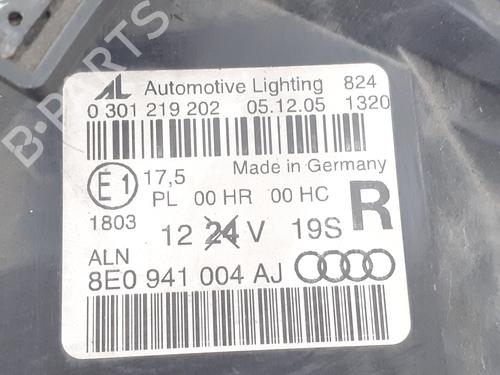 AL Automotive Lighting 824
0 301 219 202 05.12.05 1320
E1 17,5 Made in Germany
PL 00 HR 00 HC R
1803 12 24 V 19S
ALN
8E0 941 004 AJ
B-PARTS